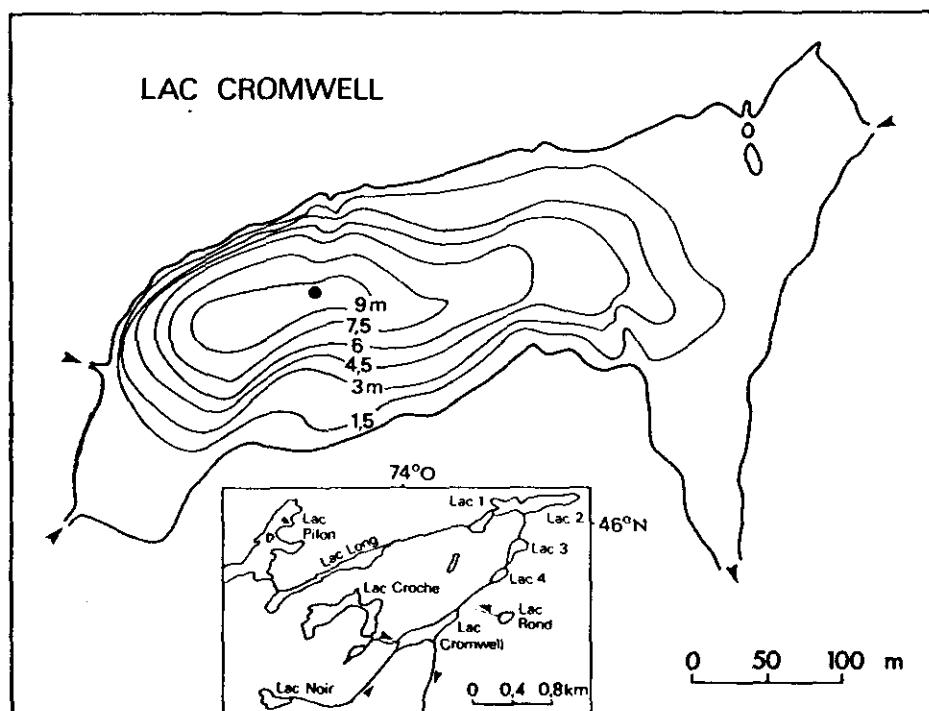 LAC CROMWELL
9 m
7,5
6
4,5
3 m
1,5
74°O
46°N
Lac 1
Lac 2
Lac
Pilon
Lac Long
Lac 3
Lac 4
Lac Croche
Lac
Rond
Lac
Cromwell
Lac Noir
0 0,4 0,8km
0 50 100 m